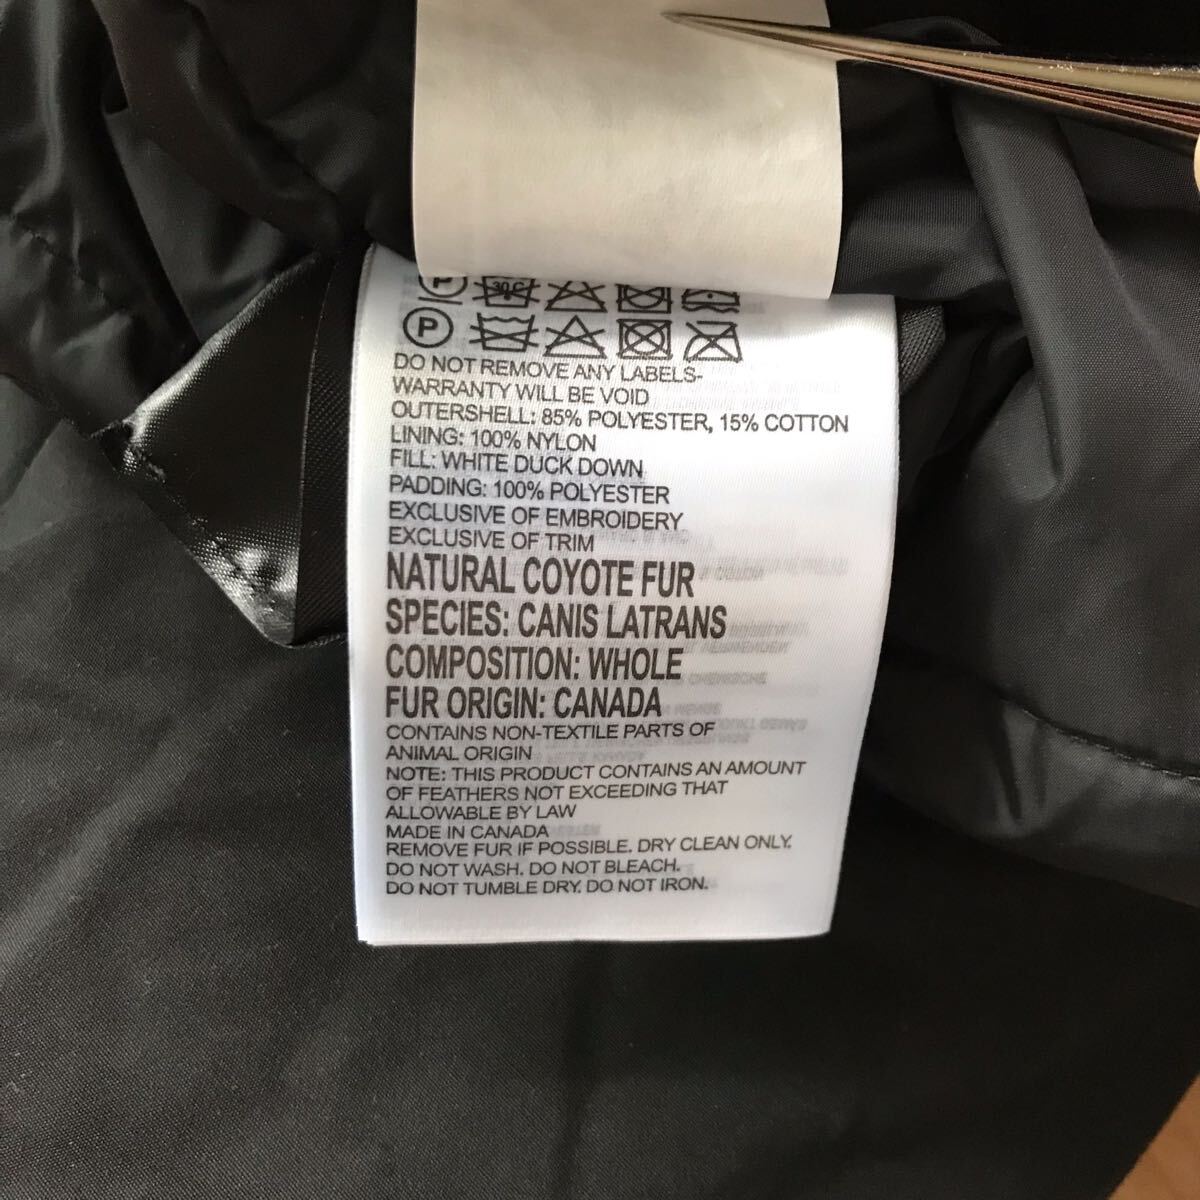 P 30 C
P
DO NOT REMOVE ANY LABELS-
WARRANTY WILL BE VOID
OUTERSHELL: 85% POLYESTER, 15% COTTON
LINING: 100% NYLON
FILL: WHITE DUCK DOWN
PADDING: 100% POLYESTER
EXCLUSIVE OF EMBROIDERY
EXCLUSIVE OF TRIM
NATURAL COYOTE FUR
SPECIES: CANIS LATRANS
COMPOSITION: WHOLE
FUR ORIGIN: CANADA
CONTAINS NON-TEXTILE PARTS OF
ANIMAL ORIGIN
NOTE: THIS PRODUCT CONTAINS AN AMOUNT
OF FEATHERS NOT EXCEEDING THAT
ALLOWABLE BY LAW
MADE IN CANADA
REMOVE FUR IF POSSIBLE. DRY CLEAN ONLY.
DO NOT WASH. DO NOT BLEACH.
DO NOT TUMBLE DRY. DO NOT IRON.